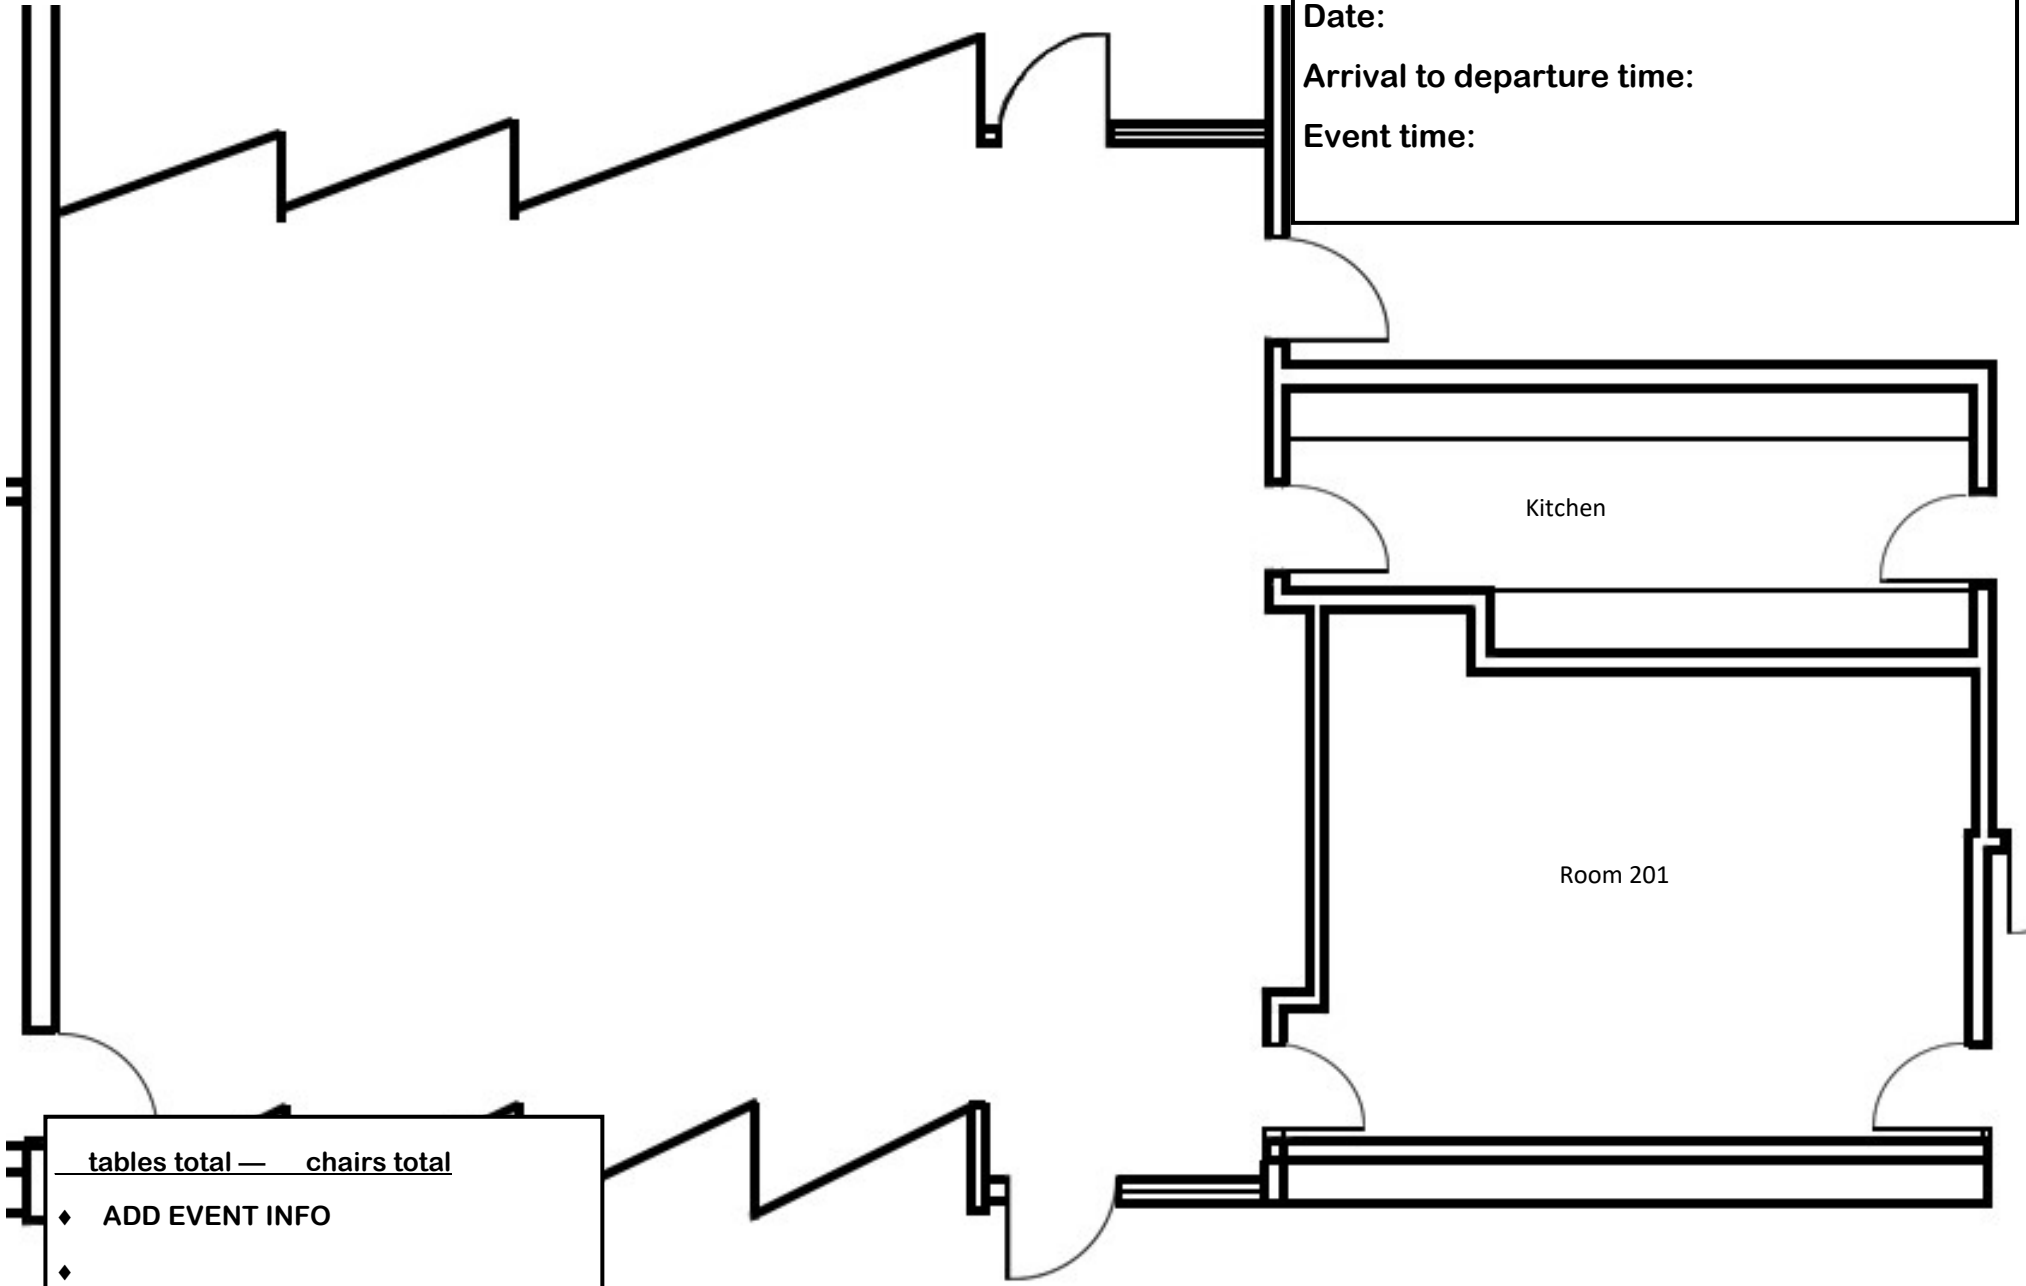 Date:
Arrival to departure time:
Event time:
Kitchen
Room 201
tables total — chairs total
♦ ADD EVENT INFO
♦